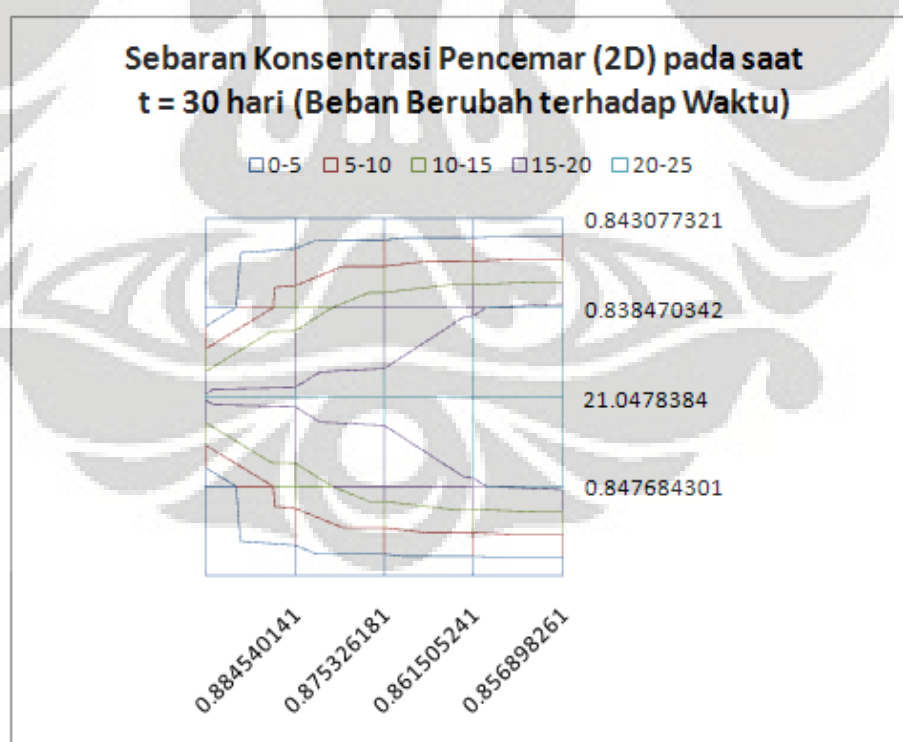 Sebaran Konsentrasi Pencemar (2D) pada saat
t = 30 hari (Beban Berubah terhadap Waktu)
0-5 5-10 10-15 15-20 20-25
0.843077321
0.838470342
21.0478384
0.847684301
0.884540141 0.875326181 0.861505241 0.856898261